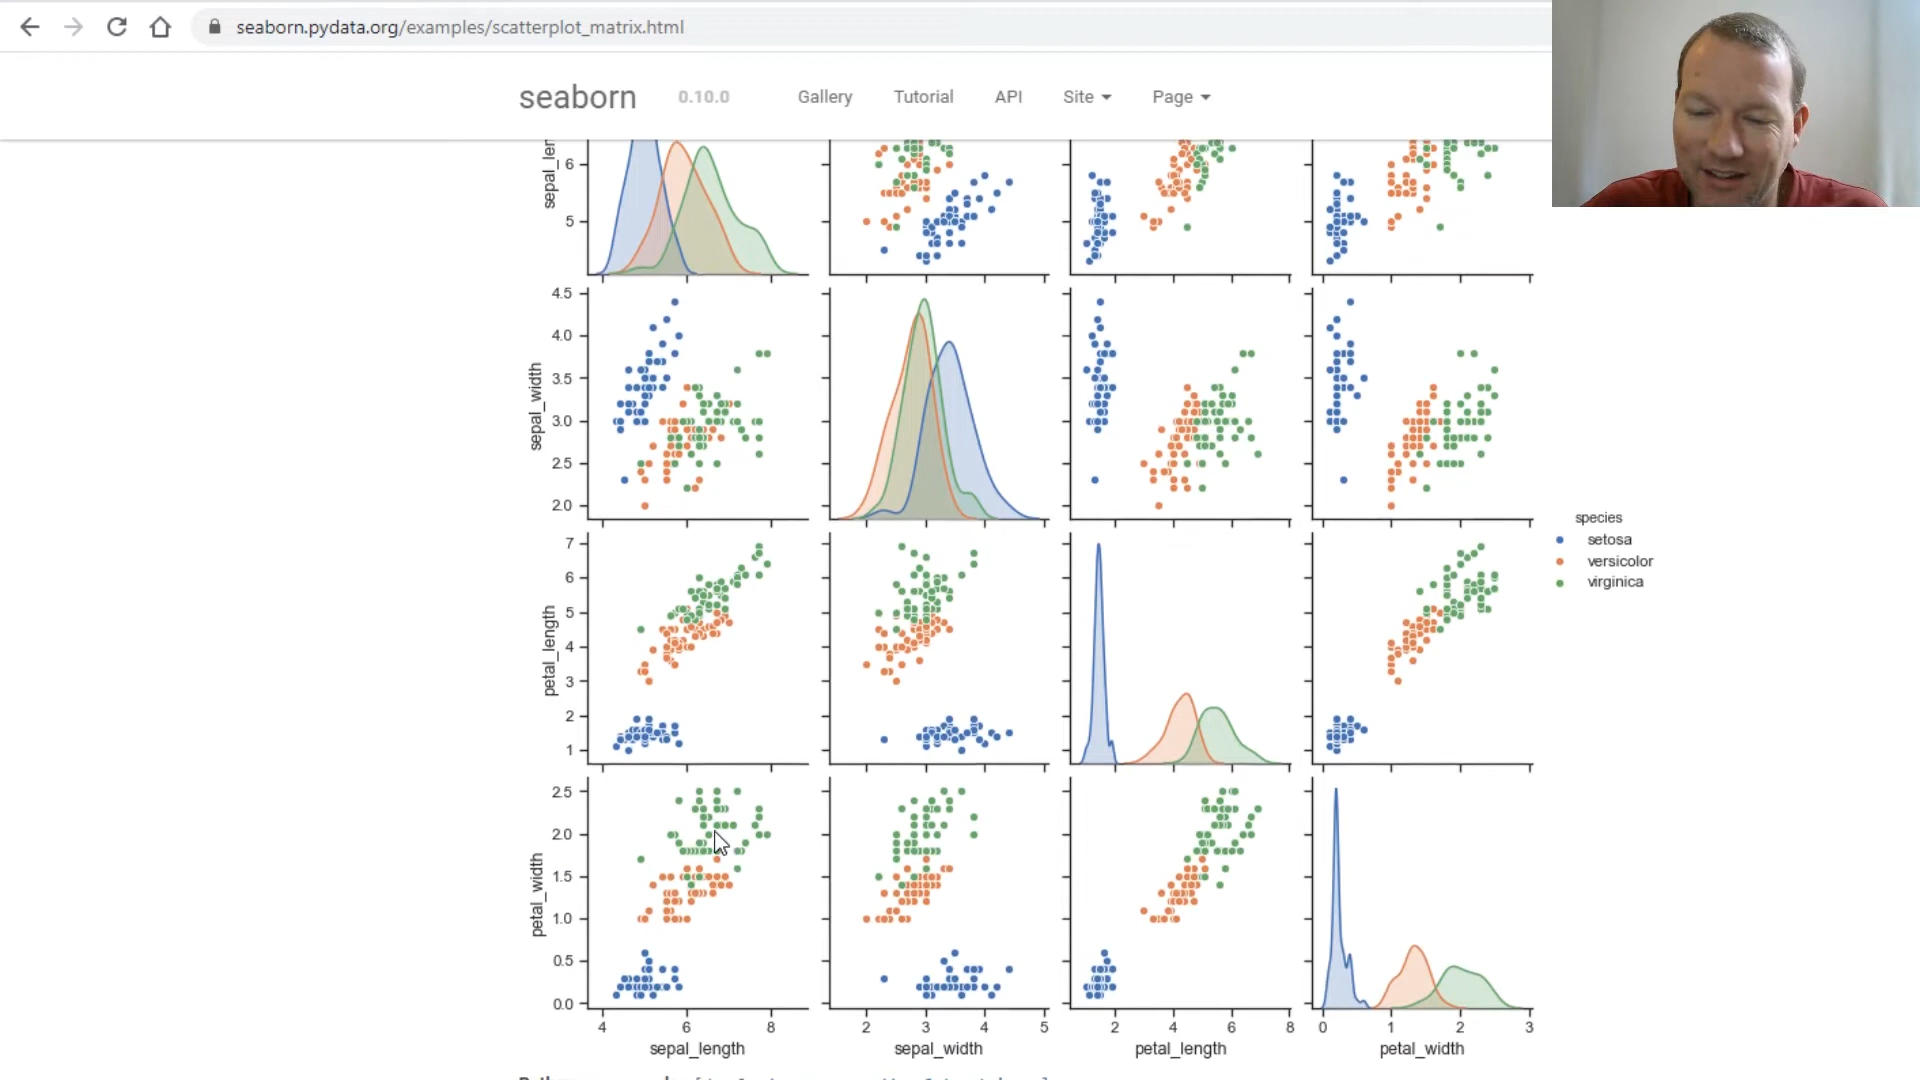 seaborn.pydata.org/examples/scatterplot_matrix.html
seaborn 0.10.0 Gallery Tutorial API Site Page
6
5
4.5
4.0
3.5
3.0
2.5
2.0
sepal_width
7
6
5
4
3
2
1
petal_length
2.5
2.0
1.5
1.0
0.5
0.0
petal_width
4 6 8
2 3 4 5
2 4 6 8
0 1 2 3
sepal_length sepal_width petal_length petal_width
species
setosa
versicolor
virginica